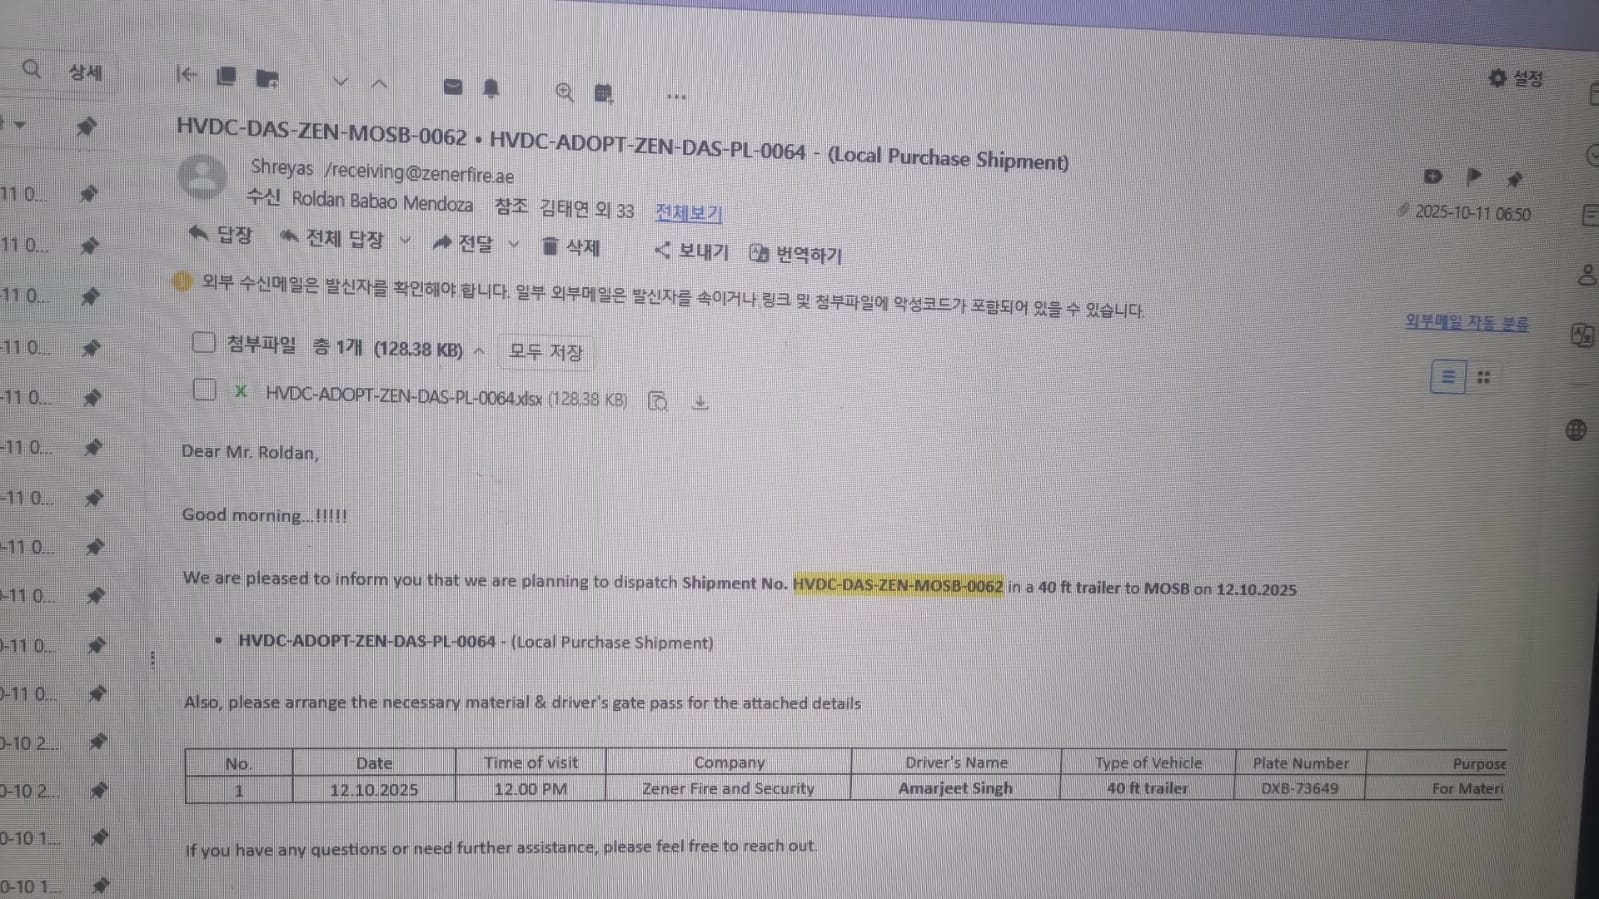 상세
설정
HVDC-DAS-ZEN-MOSB-0062 • HVDC-ADOPT-ZEN-DAS-PL-0064 - (Local Purchase Shipment)
Shreyas /receiving@zenerfire.ae
수신 Roldan Babao Mendoza 참조 김태연 외 33 전체보기
2025-10-11 06:50
답장 전체 답장 전달 삭제 보내기 번역하기
외부 수신메일은 발신자를 확인해야 합니다. 일부 외부메일은 발신자를 속이거나 링크 및 첨부파일에 악성코드가 포함되어 있을 수 있습니다.
외부메일 자동 분류
첨부파일 총 1개 (128.38 KB) 모두 저장
X HVDC-ADOPT-ZEN-DAS-PL-0064.xlsx (128.38 KB)
Dear Mr. Roldan,
Good morning...!!!!!
We are pleased to inform you that we are planning to dispatch Shipment No. HVDC-DAS-ZEN-MOSB-0062 in a 40 ft trailer to MOSB on 12.10.2025
• HVDC-ADOPT-ZEN-DAS-PL-0064 - (Local Purchase Shipment)
Also, please arrange the necessary material & driver's gate pass for the attached details
No. Date Time of visit Company Driver's Name Type of Vehicle Plate Number Purpose
1 12.10.2025 12.00 PM Zener Fire and Security Amarjeet Singh 40 ft trailer DXB-73649 For Materi
If you have any questions or need further assistance, please feel free to reach out.
11 0...
11 0...
-11 0...
-11 0...
-11 0...
-11 0...
-11 0...
-11 0...
-11 0...
-11 0...
-11 0...
0-10 2...
0-10 2...
0-10 1...
0-10 1...